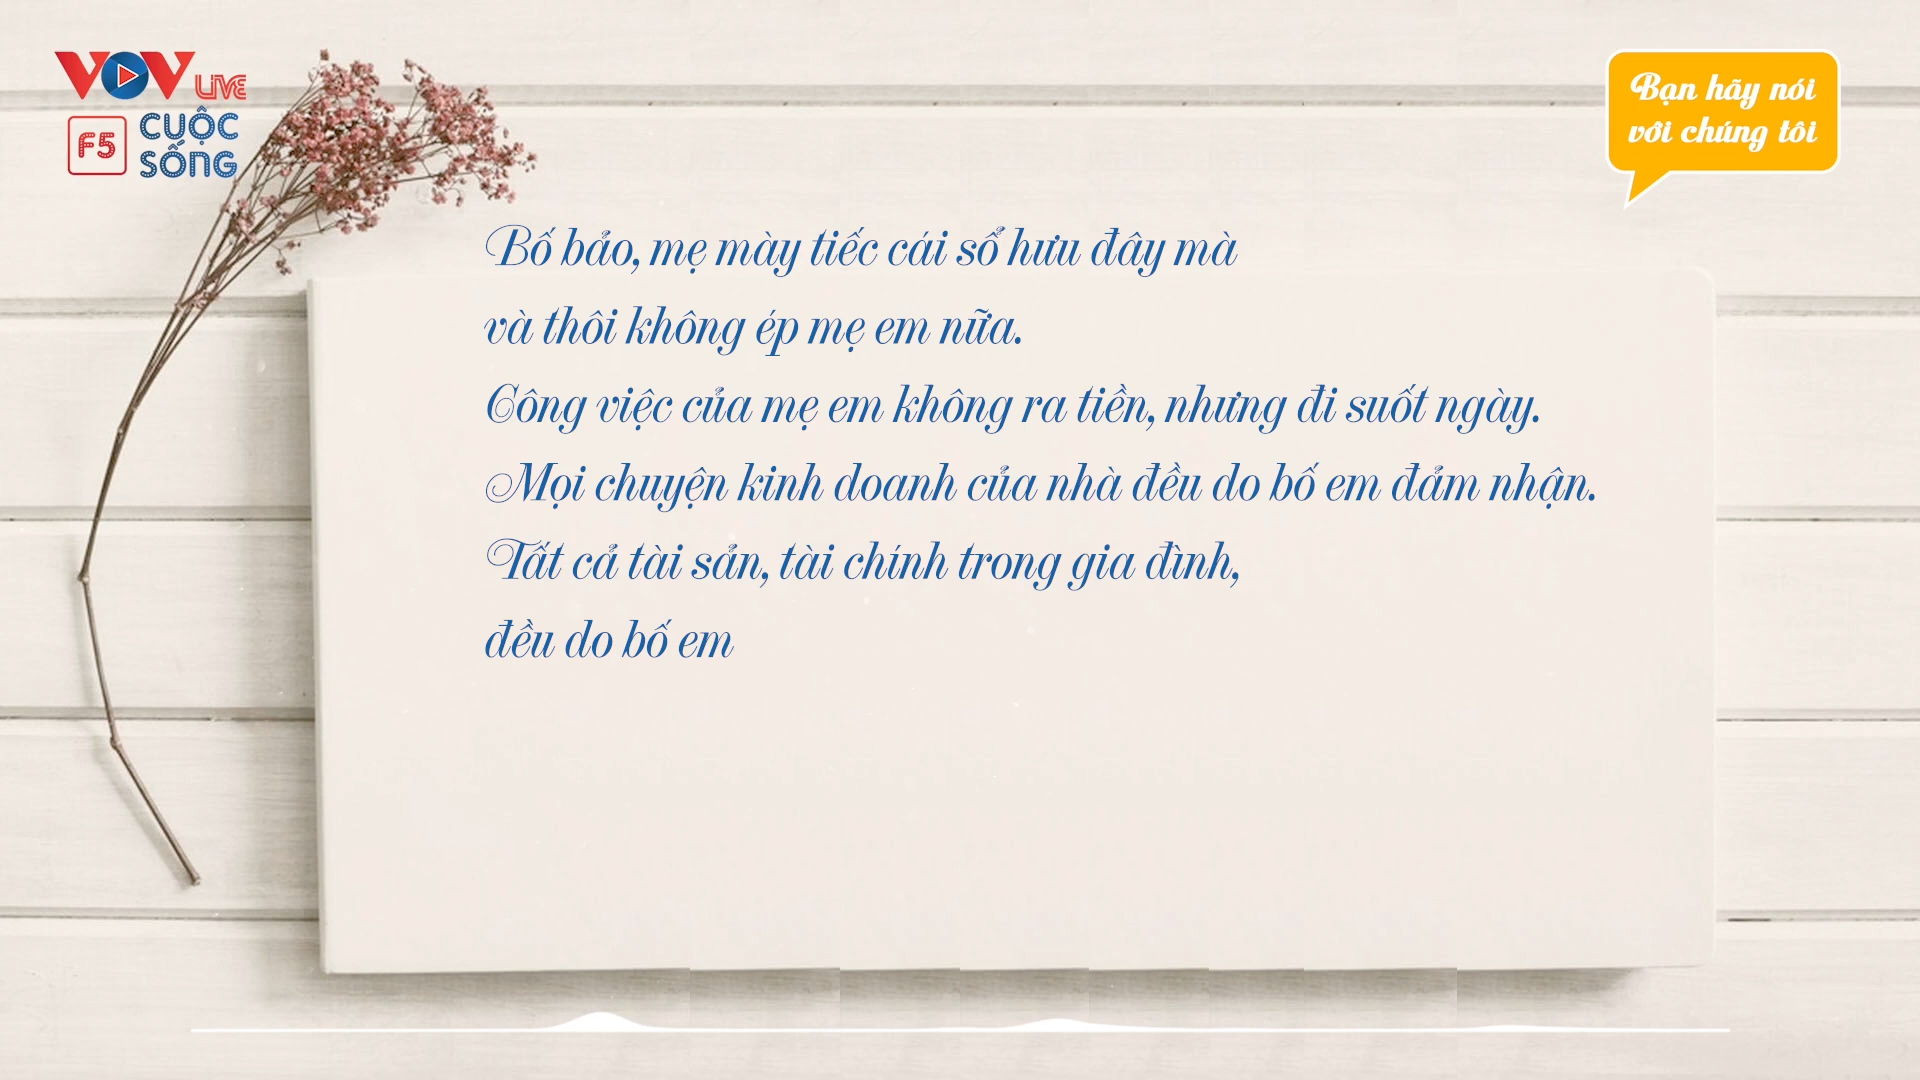 VOV LIVE
F5 CUỘC
SỐNG
Bạn hãy nói
với chúng tôi
Bố bảo, mẹ mày tiếc cái sổ hưu đây mà
và thôi không ép mẹ em nữa.
Công việc của mẹ em không ra tiền, nhưng đi suốt ngày.
Mọi chuyện kinh doanh của nhà đều do bố em đảm nhận.
Tất cả tài sản, tài chính trong gia đình,
đều do bố em